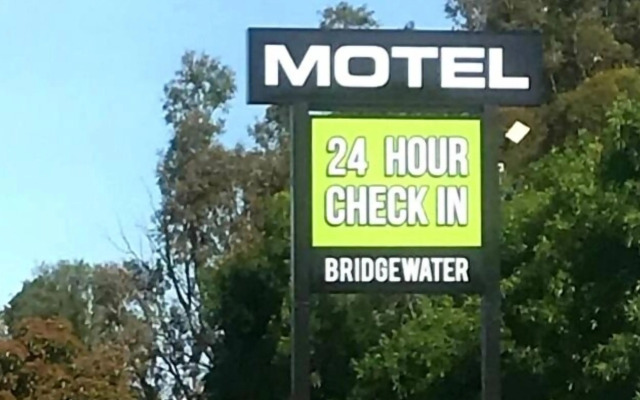 MOTEL
24 HOUR
CHECK IN
BRIDGEWATER